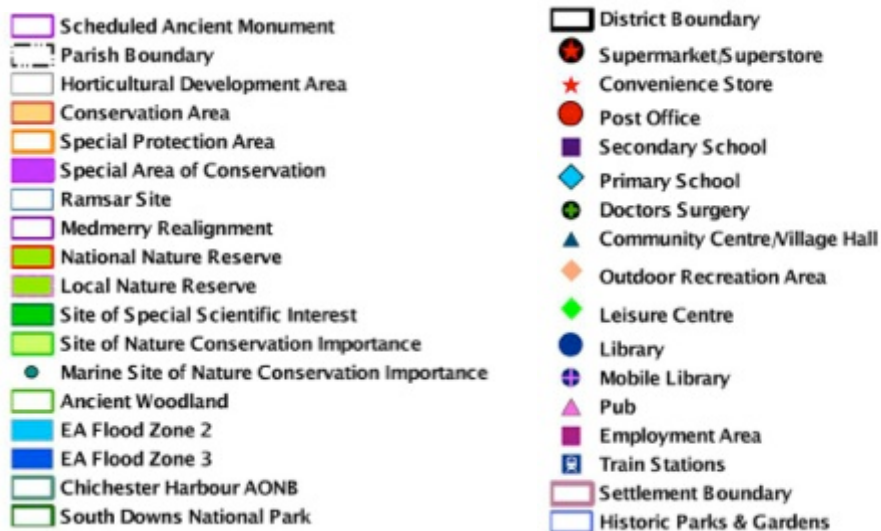 Scheduled Ancient Monument
Parish Boundary
Horticultural Development Area
Conservation Area
Special Protection Area
Special Area of Conservation
Ramsar Site
Medmerry Realignment
National Nature Reserve
Local Nature Reserve
Site of Special Scientific Interest
Site of Nature Conservation Importance
Marine Site of Nature Conservation Importance
Ancient Woodland
EA Flood Zone 2
EA Flood Zone 3
Chichester Harbour AONB
South Downs National Park
District Boundary
Supermarket/Superstore
Convenience Store
Post Office
Secondary School
Primary School
Doctors Surgery
Community Centre/Village Hall
Outdoor Recreation Area
Leisure Centre
Library
Mobile Library
Pub
Employment Area
Train Stations
Settlement Boundary
Historic Parks & Gardens